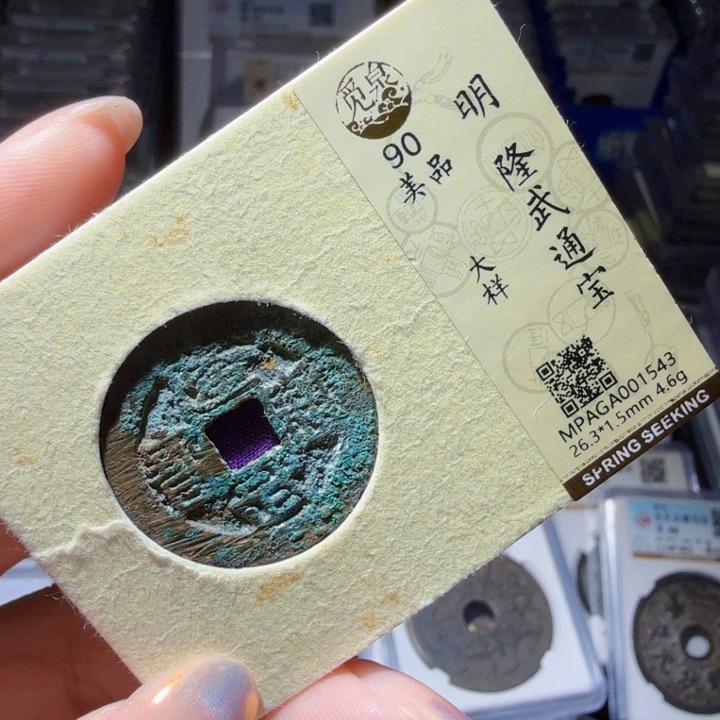 觅泉
明
90
美品
隆武通宝
大样
MPAGA001543
26.3*1.5mm 4.6g
SPRING SEEKING